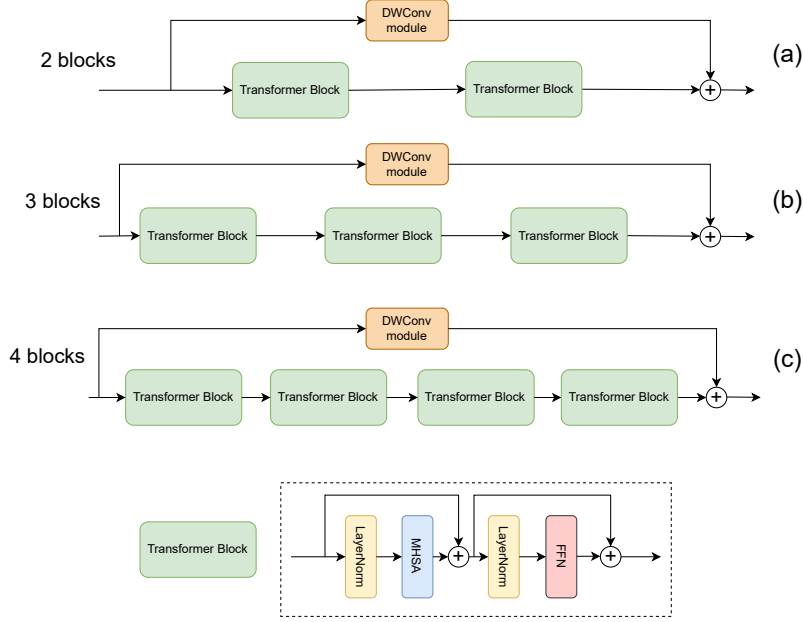 DWConv
module
2 blocks
(a)
Transformer Block
Transformer Block
+
DWConv
module
3 blocks
(b)
Transformer Block
Transformer Block
Transformer Block
+
DWConv
module
4 blocks
(c)
Transformer Block
Transformer Block
Transformer Block
Transformer Block
+
Transformer Block
LayerNorm
MHSA
+
LayerNorm
FFN
+